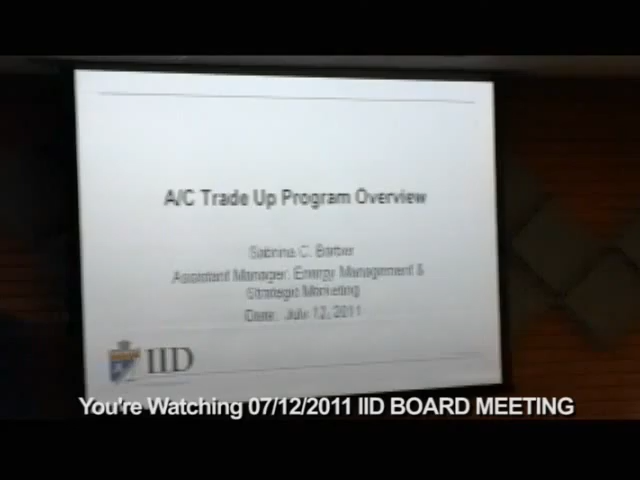 A/C Trade Up Program Overview
Sabrina C. Barber
Assistant Manager, Energy Management &
Strategic Marketing
Date: July 12, 2011
IID
You're Watching 07/12/2011 IID BOARD MEETING